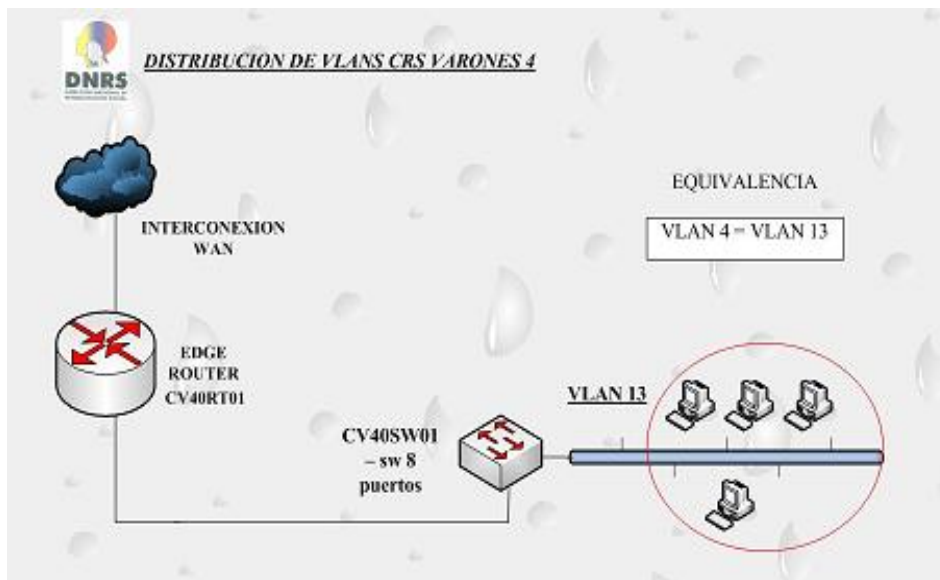 DNRS
DISTRIBUCION DE VLANS CRS VARONES 4
EQUIVALENCIA
VLAN 4 = VLAN 13
INTERCONEXION
WAN
EDGE
ROUTER
CV40RT01
VLAN 13
CV40SW01
– sw 8
puertos